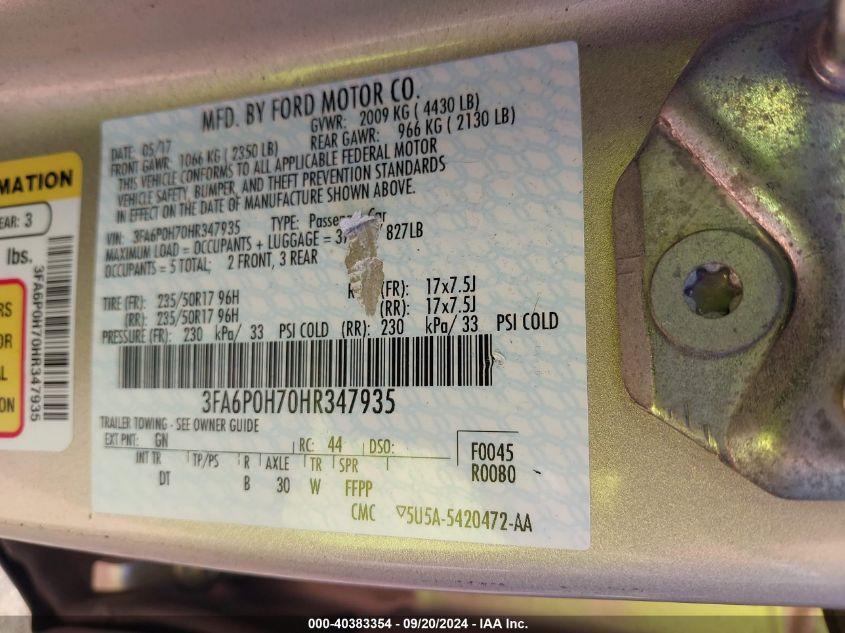 MFD. BY FORD MOTOR CO.
DATE: 05/17 GVWR: 2009 KG ( 4430 LB)
FRONT GAWR: 1066 KG ( 2350 LB) REAR GAWR: 966 KG ( 2130 LB)
THIS VEHICLE CONFORMS TO ALL APPLICABLE FEDERAL MOTOR
VEHICLE SAFETY, BUMPER, AND THEFT PREVENTION STANDARDS
IN EFFECT ON THE DATE OF MANUFACTURE SHOWN ABOVE.
VIN: 3FA6P0H70HR347935 TYPE: Passenger Car
MAXIMUM LOAD = OCCUPANTS + LUGGAGE = 827LB
OCCUPANTS = 5 TOTAL; 2 FRONT, 3 REAR
TIRE (FR): 235/50R17 96H (FR): 17x7.5J
(RR): 235/50R17 96H (RR): 17x7.5J
PRESSURE (FR): 230 kPa/ 33 PSI COLD (RR): 230 kPa/ 33 PSI COLD
3FA6P0H70HR347935
TRAILER TOWING - SEE OWNER GUIDE
EXT PNT: GN RC: 44 DSO: F0045
INT TR TP/PS R AXLE TR SPR R0080
DT B 30 W FFPP
CMC ▽5U5A-5420472-AA
MATION
EAR: 3
lbs.
3FA6P0H70HR347935
RS
OR
AL
ION
000-40383354 - 09/20/2024 - IAA Inc.